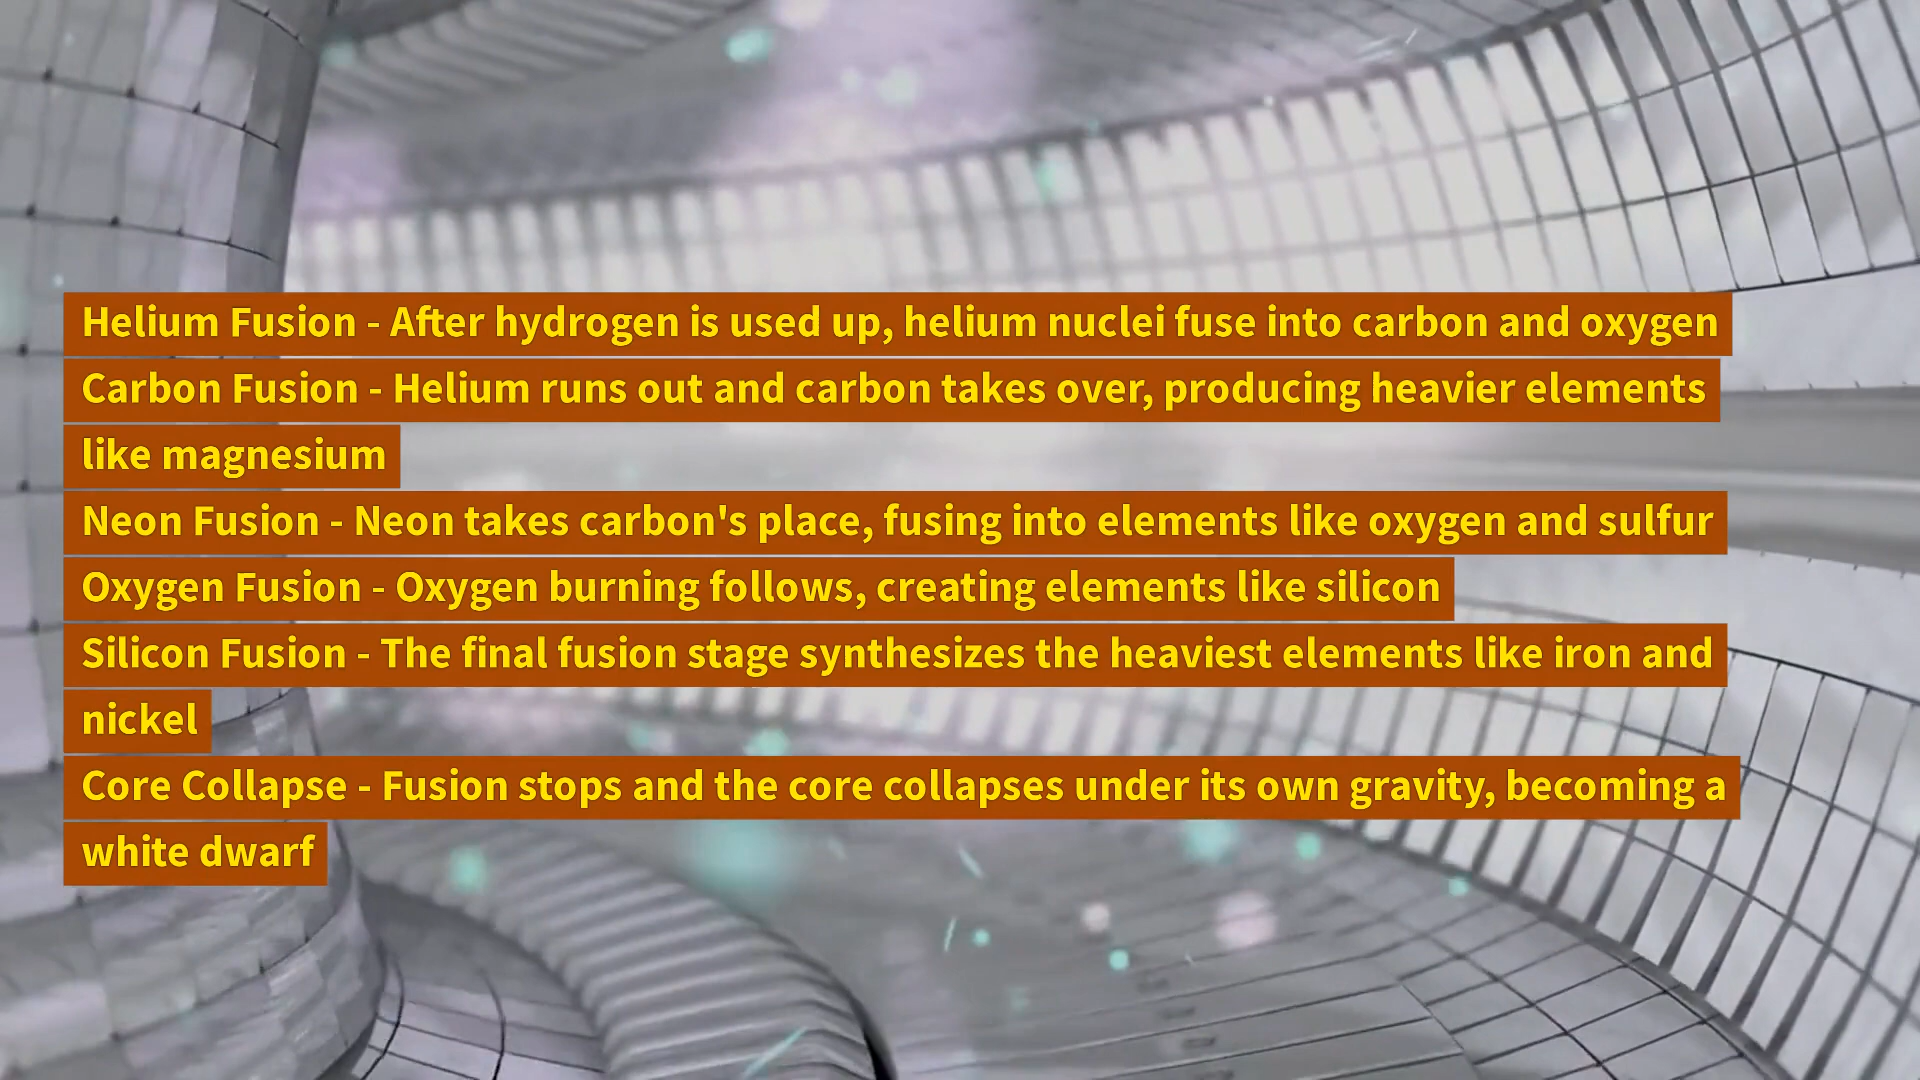 Helium Fusion - After hydrogen is used up, helium nuclei fuse into carbon and oxygen
Carbon Fusion - Helium runs out and carbon takes over, producing heavier elements
like magnesium
Neon Fusion - Neon takes carbon's place, fusing into elements like oxygen and sulfur
Oxygen Fusion - Oxygen burning follows, creating elements like silicon
Silicon Fusion - The final fusion stage synthesizes the heaviest elements like iron and
nickel
Core Collapse - Fusion stops and the core collapses under its own gravity, becoming a
white dwarf